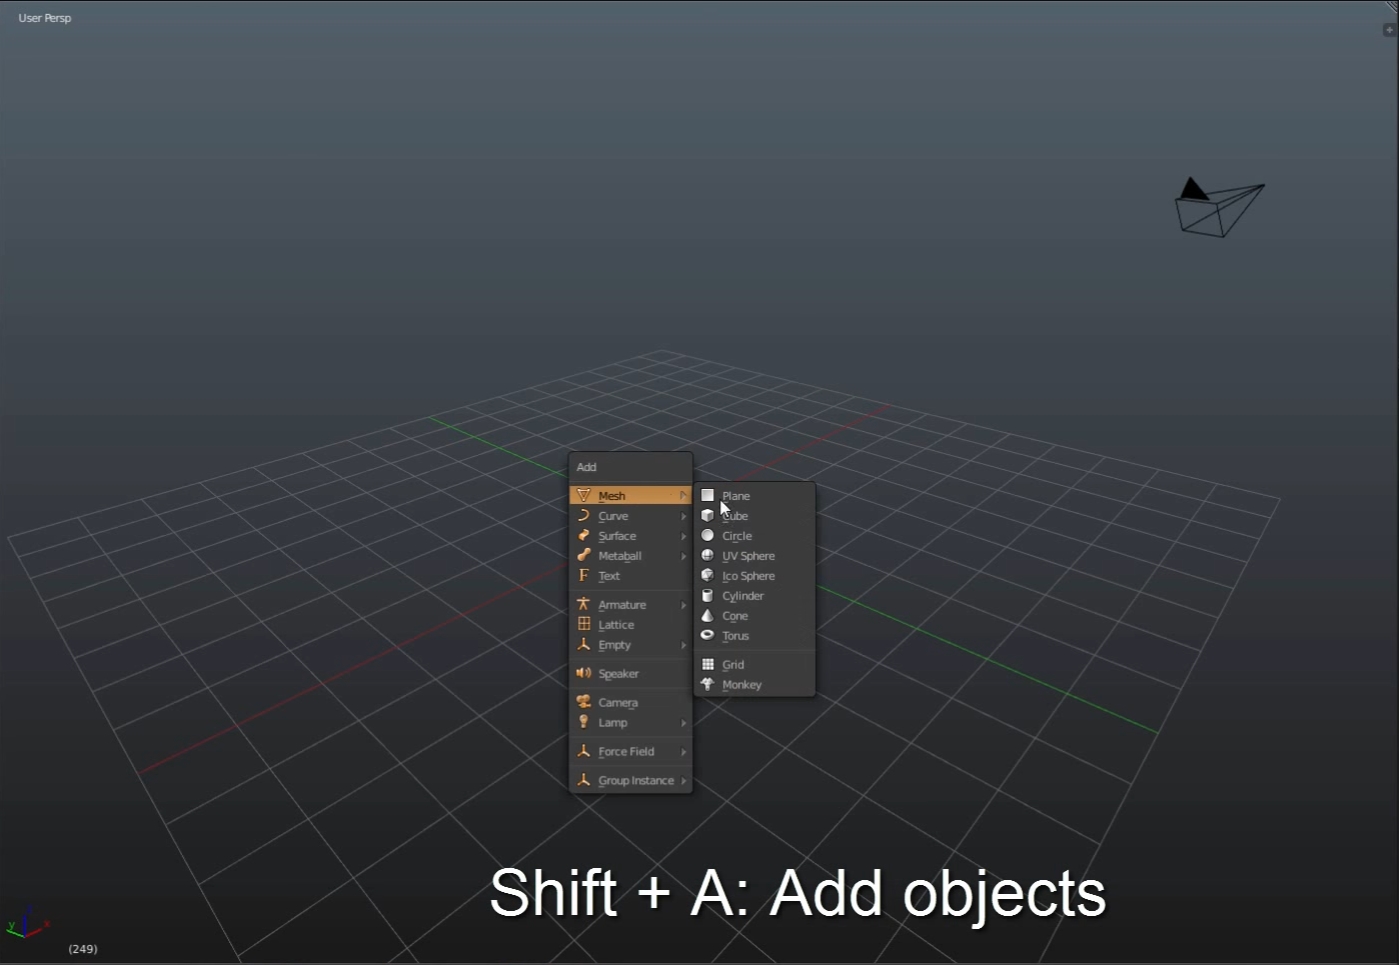 User Persp
Add
Mesh
Curve
Surface
Metaball
Text
Armature
Lattice
Empty
Speaker
Camera
Lamp
Force Field
Group Instance
Plane
Cube
Circle
UV Sphere
Ico Sphere
Cylinder
Cone
Torus
Grid
Monkey
Shift + A: Add objects
y x
(249)